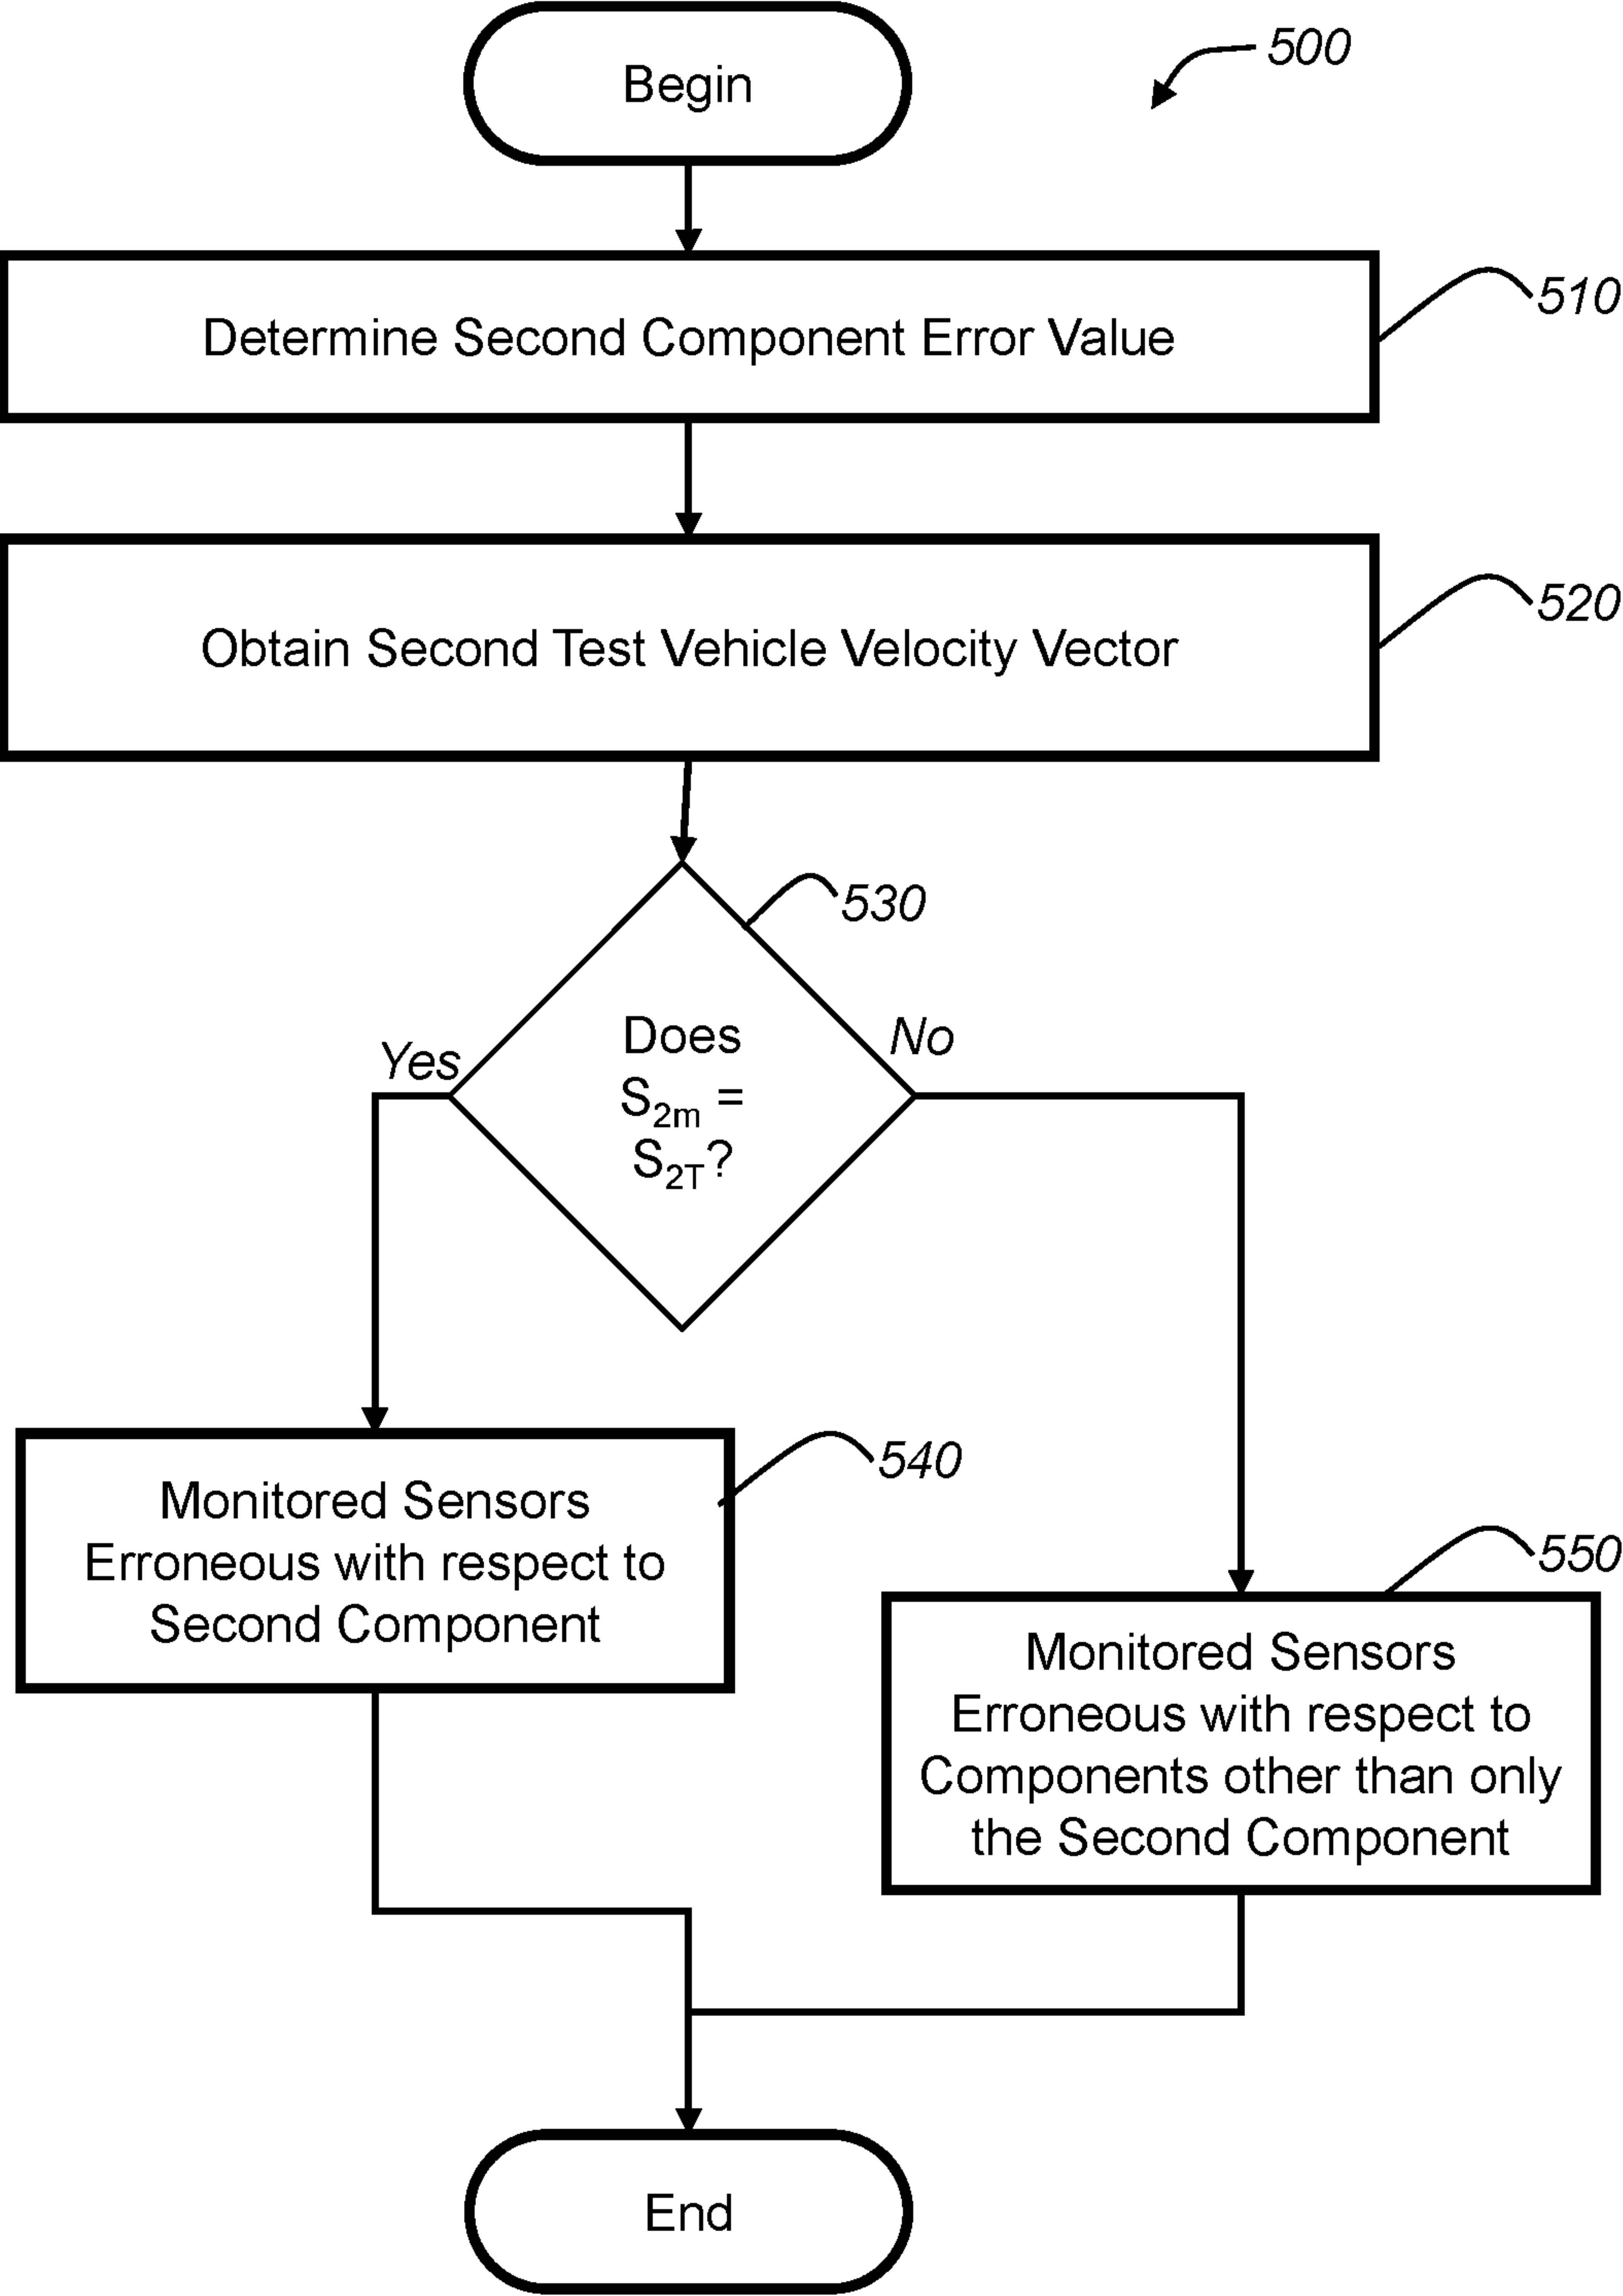 Begin
500
Determine Second Component Error Value
510
Obtain Second Test Vehicle Velocity Vector
520
530
Does
S2m =
S2T?
Yes
No
Monitored Sensors
Erroneous with respect to
Second Component
540
550
Monitored Sensors
Erroneous with respect to
Components other than only
the Second Component
End